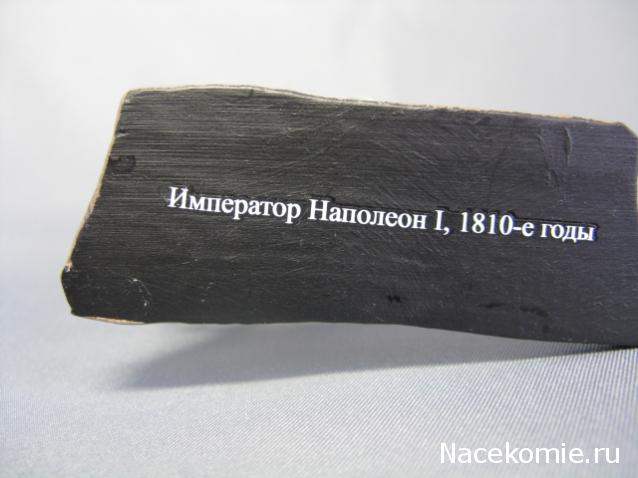 Император Наполеон I, 1810-е годы
Nacekomie.ru